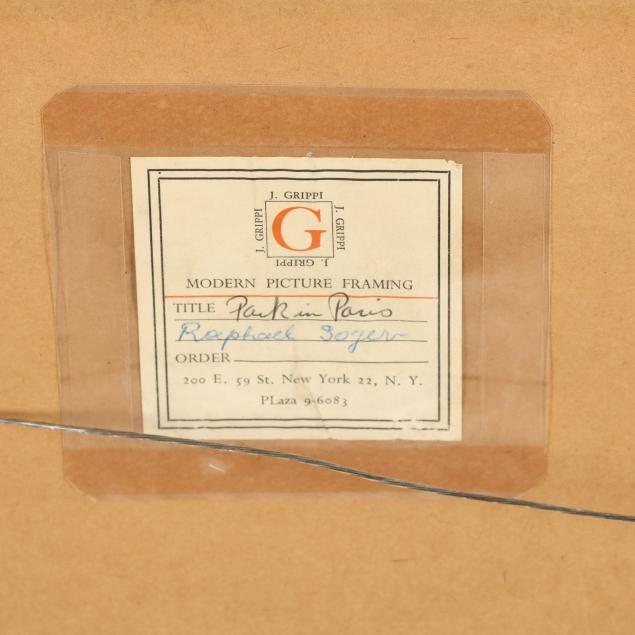 J. GRIPPI
J. GRIPPI
G
J. GRIPPI
J. GRIPPI
MODERN PICTURE FRAMING
TITLE Park in Paris
Raphael Soyer
ORDER
200 E. 59 St. New York 22, N. Y.
PLaza 9-6083